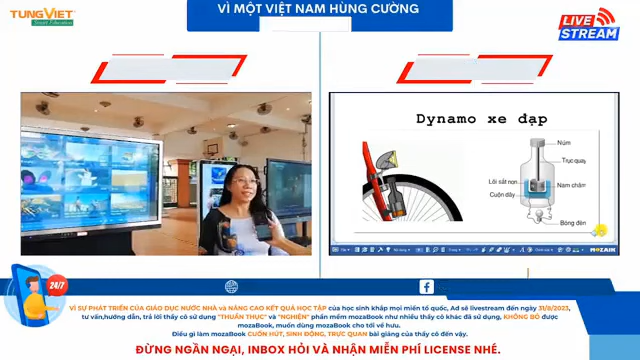 TUNGVIET
Smart Education
VÌ MỘT VIỆT NAM HÙNG CƯỜNG
LIVE
STREAM
Dynamo xe dạp
Núm
Trục quay
Lõi sắt non
Nam châm
Cuộn dây
Bóng đèn
MOZAIK
24/7
VÌ SỰ PHÁT TRIỂN CỦA GIÁO DỤC NƯỚC NHÀ và NÂNG CAO KẾT QUẢ HỌC TẬP của học sinh khắp mọi miền tổ quốc, Ad sẽ livestream đến ngày 31/8/2023,
tư vấn,hướng dẫn, trả lời thầy cô sử dụng "THUẦN THỤC" và "NGHIỆN" phần mềm mozaBook như nhiều thầy cô khác đã sử dụng, KHÔNG BỎ được
mozaBook, muốn dùng mozaBook cho tới về hưu.
Điều gì làm mozaBook CUỐN HÚT, SINH ĐỘNG, TRỰC QUAN bài giảng của thầy cô đến vậy.
ĐỪNG NGẦN NGẠI, INBOX HỎI VÀ NHẬN MIỄN PHÍ LICENSE NHÉ.